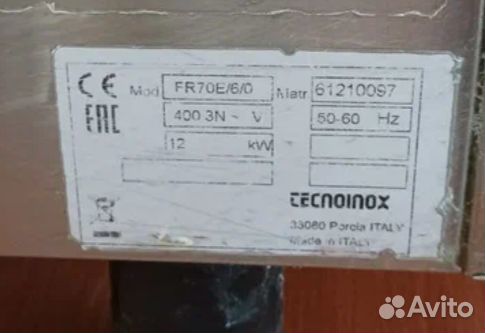 CE Mod FR70E/6/0 Matr 61210097
EAC 400 3N ~ V 50-60 Hz
12 kW
TECNOINOX
33080 Porcia ITALY
Made in ITALY
Avito